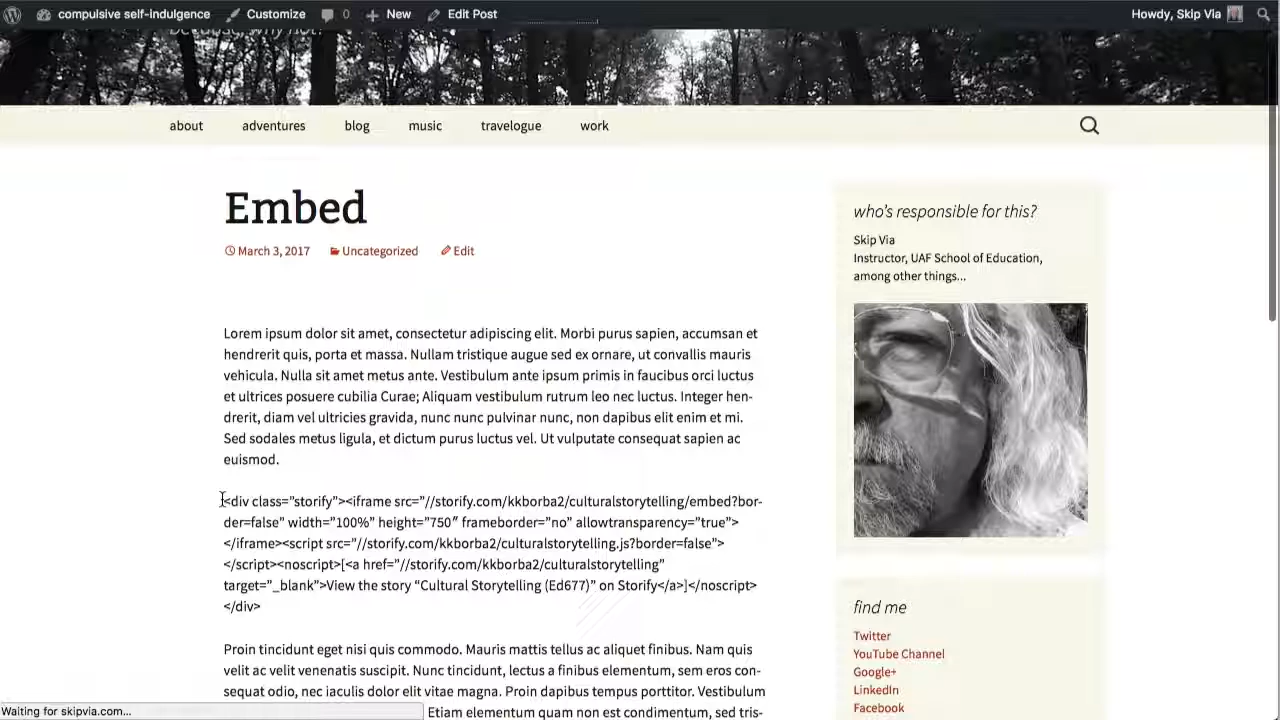 compulsive self-indulgence Customize 0 New Edit Post Howdy, Skip Via
because, why not?
about adventures blog music travelogue work
Embed
March 3, 2017 Uncategorized Edit
Lorem ipsum dolor sit amet, consectetur adipiscing elit. Morbi purus sapien, accumsan et
hendrerit quis, porta et massa. Nullam tristique augue sed ex ornare, ut convallis mauris
vehicula. Nulla sit amet metus ante. Vestibulum ante ipsum primis in faucibus orci luctus
et ultrices posuere cubilia Curae; Aliquam vestibulum rutrum leo nec luctus. Integer hen-
drerit, diam vel ultricies gravida, nunc nunc pulvinar nunc, non dapibus elit enim et mi.
Sed sodales metus ligula, et dictum purus luctus vel. Ut vulputate consequat sapien ac
euismod.
<div class=”storify”><iframe src=”//storify.com/kkborba2/culturalstorytelling/embed?bor-
der=false” width=”100%” height=”750″ frameborder=”no” allowtransparency=”true”>
</iframe><script src=”//storify.com/kkborba2/culturalstorytelling.js?border=false”>
</script><noscript>[<a href=”//storify.com/kkborba2/culturalstorytelling”
target=”_blank”>View the story “Cultural Storytelling (Ed677)” on Storify</a>]</noscript>
</div>
Proin tincidunt eget nisi quis commodo. Mauris mattis tellus ac aliquet finibus. Nam quis
velit ac velit venenatis suscipit. Nunc tincidunt, lectus a finibus elementum, sem eros con-
sequat odio, nec iaculis dolor elit vitae magna. Proin dapibus tempus porttitor. Vestibulum
Etiam elementum quam non est condimentum, sed tris-
who's responsible for this?
Skip Via
Instructor, UAF School of Education,
among other things...
find me
Twitter
YouTube Channel
Google+
LinkedIn
Facebook
Waiting for skipvia.com...